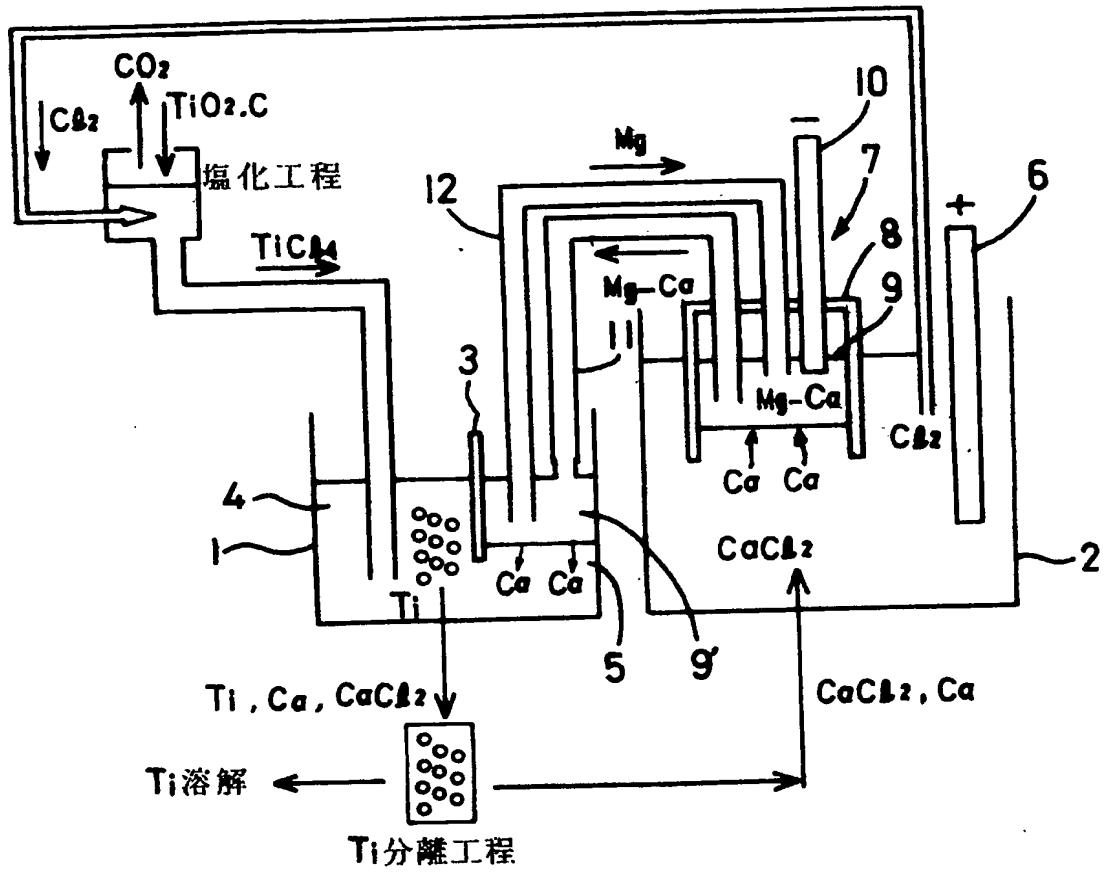 CO2
Cl2
TiO2.C
塩化工程
TiCl4
12
Mg
Mg-Ca
10
7
8
9
6
11
3
Mg-Ca
Cl2
Ca Ca
4
1
Ti
Ca Ca
5
9'
CaCl2
2
Ti, Ca, CaCl2
CaCl2, Ca
Ti溶解
Ti分離工程